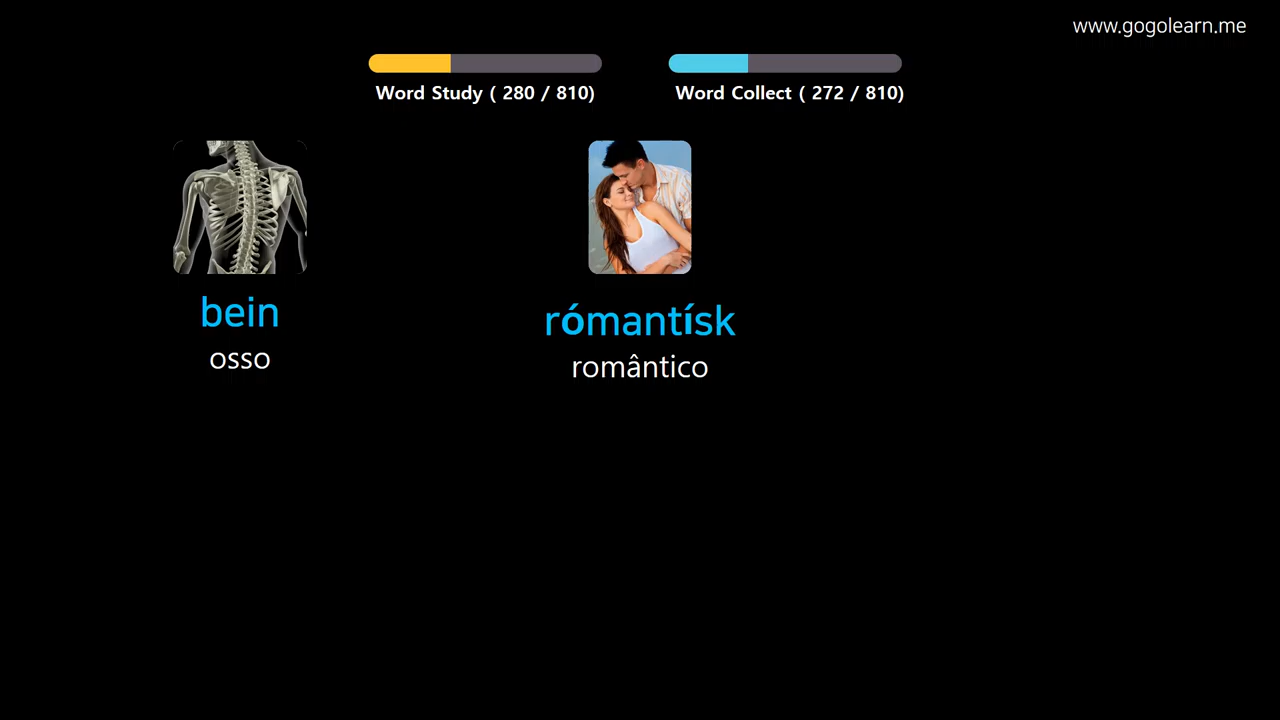 www.gogolearn.me
Word Study ( 280 / 810)
Word Collect ( 272 / 810)
bein
osso
rómantísk
romântico